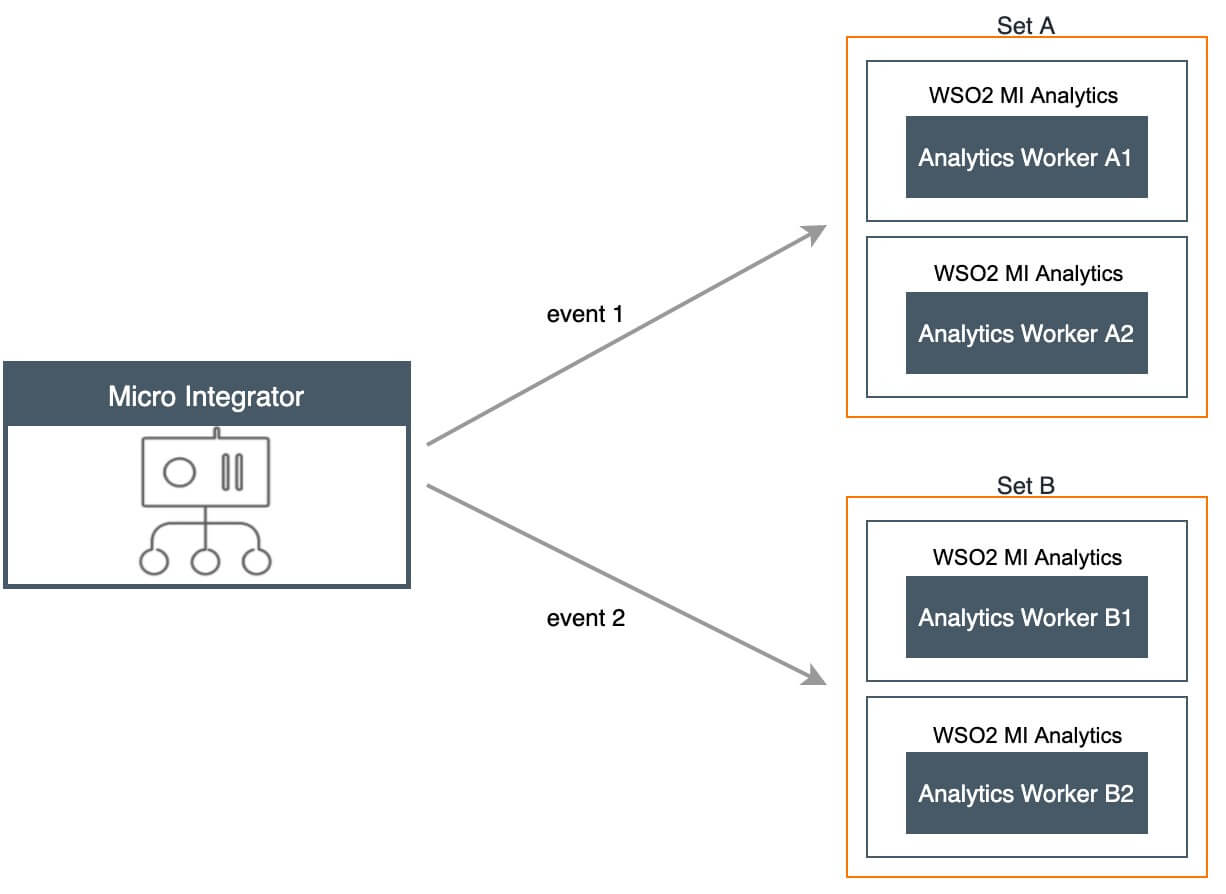 Set A
WSO2 MI Analytics
Analytics Worker A1
WSO2 MI Analytics
Analytics Worker A2
event 1
Micro Integrator
event 2
Set B
WSO2 MI Analytics
Analytics Worker B1
WSO2 MI Analytics
Analytics Worker B2